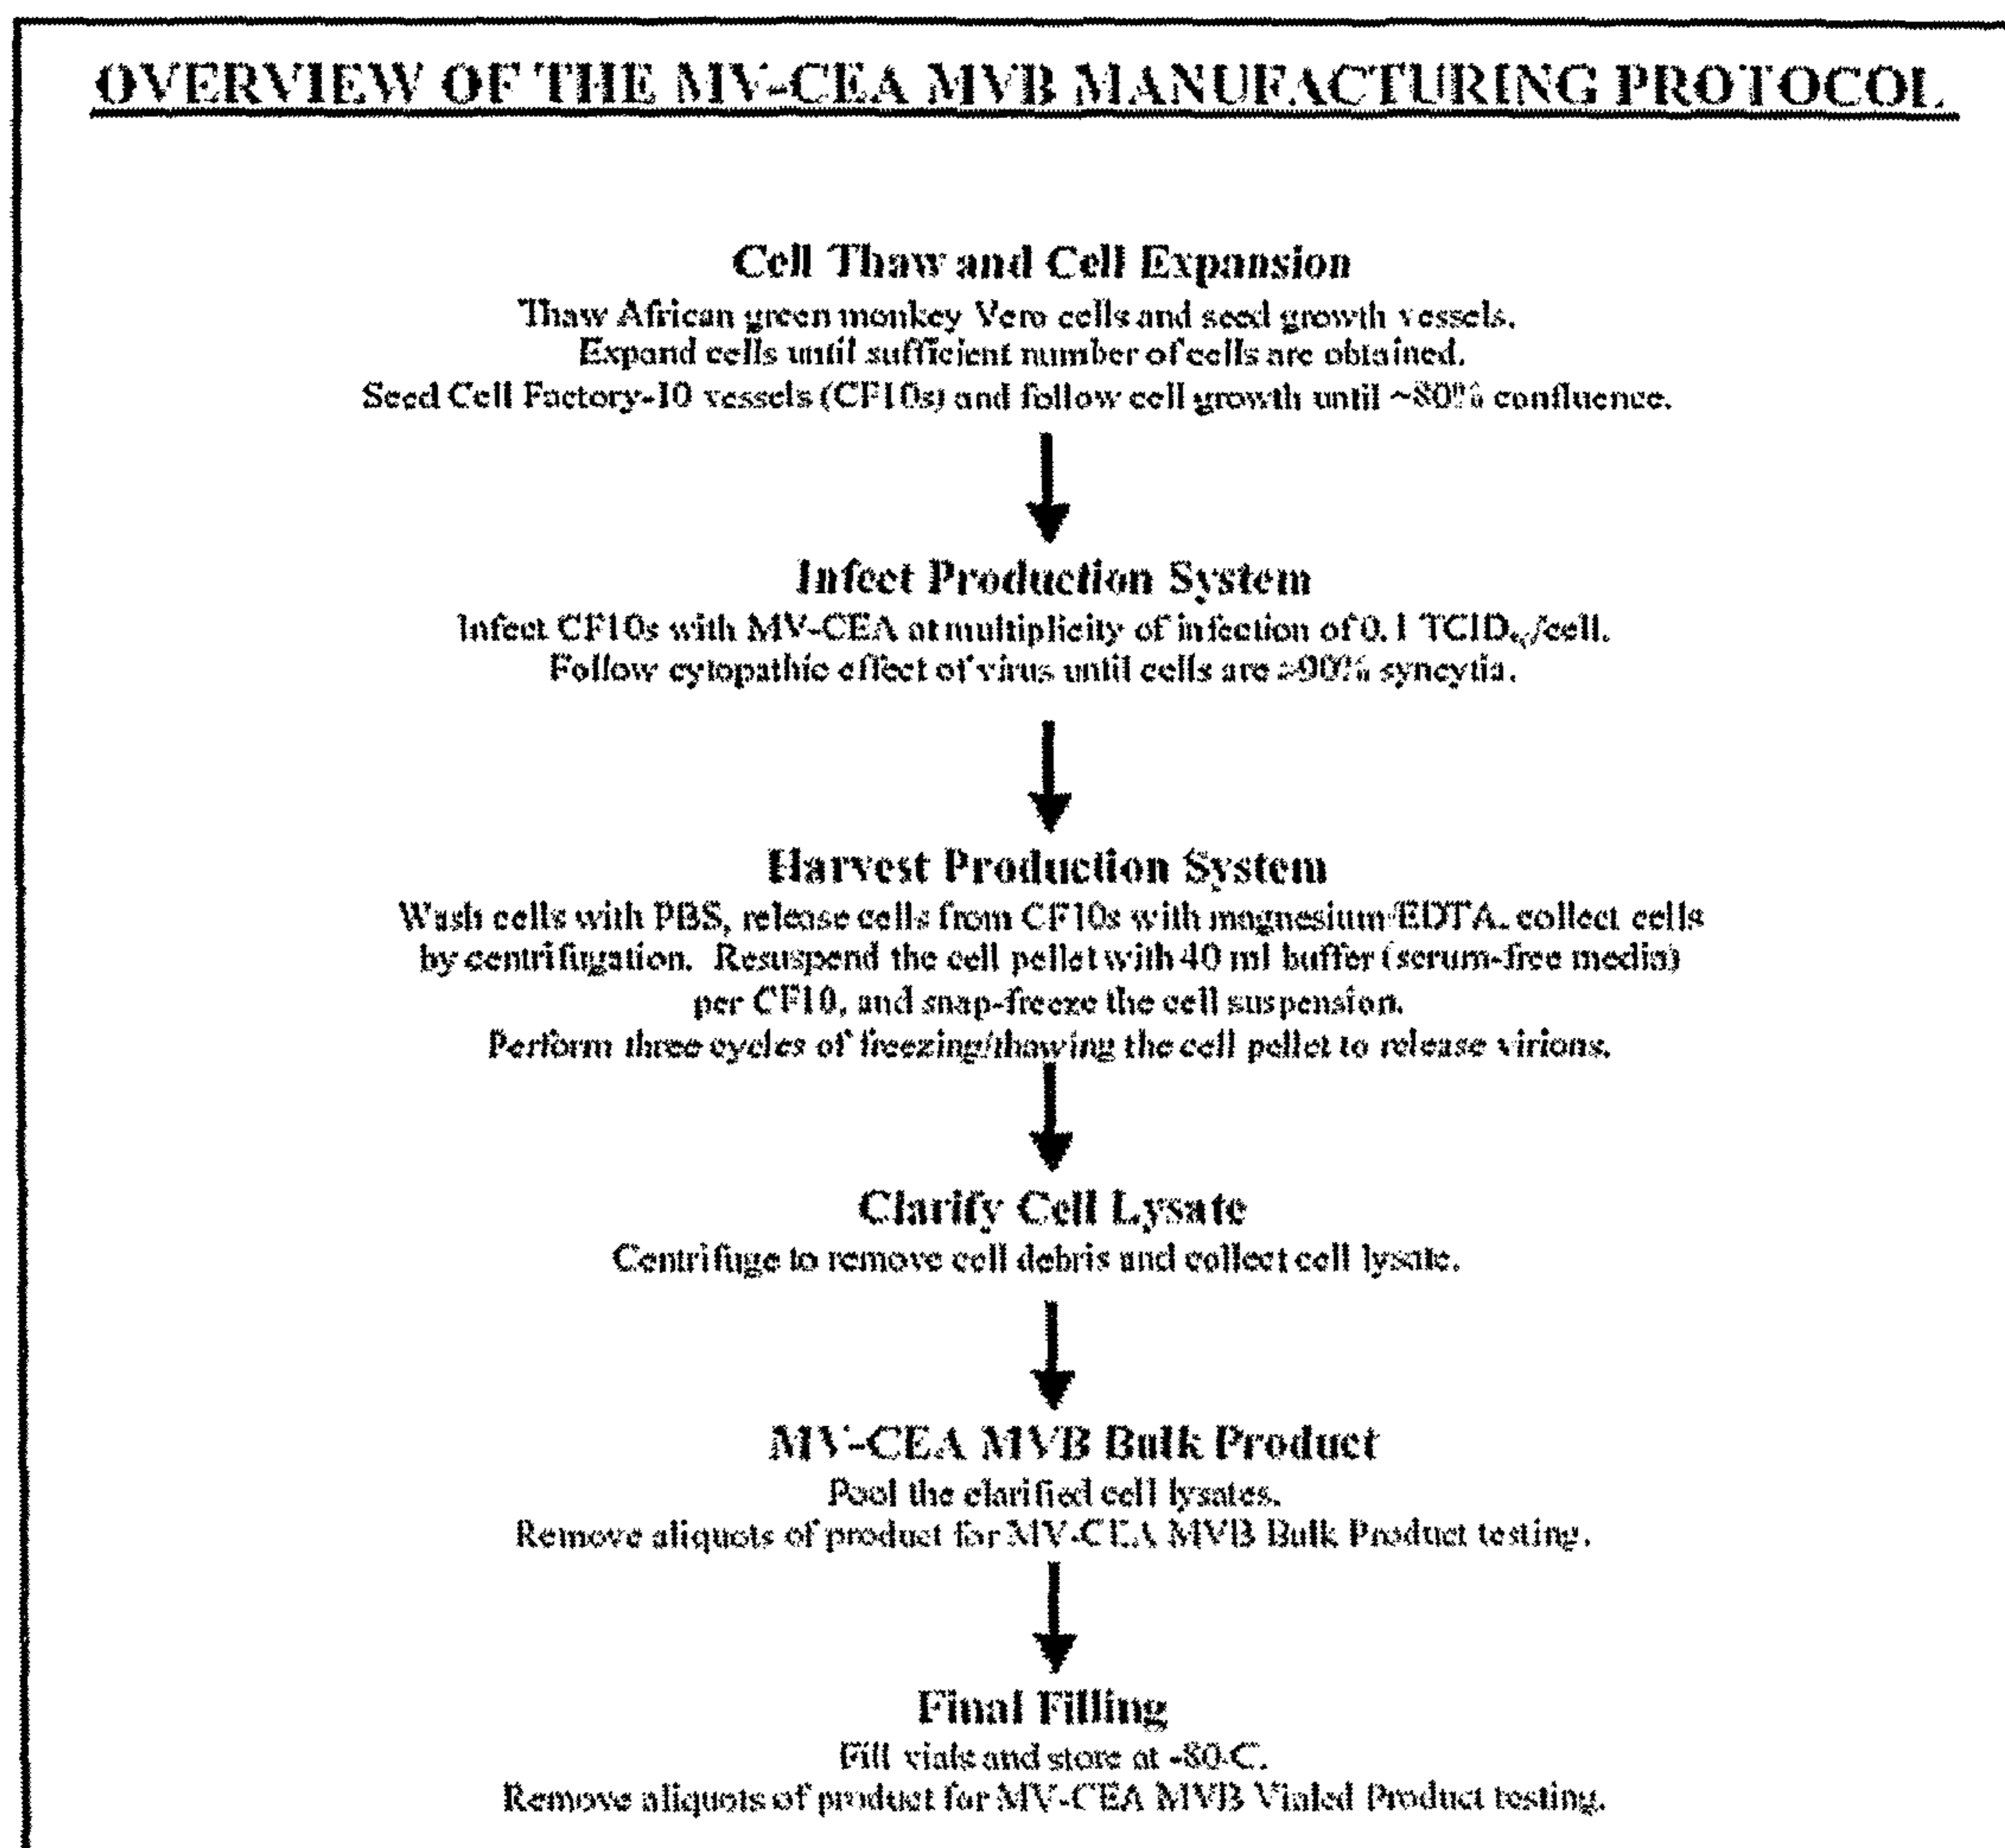 OVERVIEW OF THE MV-CEA MVB MANUFACTURING PROTOCOL
Cell Thaw and Cell Expansion
Thaw African green monkey Vero cells and seed growth vessels.
Expand cells until sufficient number of cells are obtained.
Seed Cell Factory-10 vessels (CF10s) and follow cell growth until ~80% confluence.
Infect Production System
Infect CF10s with MV-CEA at multiplicity of infection of 0.1 TCID₅₀/cell.
Follow cytopathic effect of virus until cells are >90% syncytia.
Harvest Production System
Wash cells with PBS, release cells from CF10s with magnesium/EDTA, collect cells
by centrifugation. Resuspend the cell pellet with 40 ml buffer (serum-free media)
per CF10, and snap-freeze the cell suspension.
Perform three cycles of freezing/thawing the cell pellet to release virions.
Clarify Cell Lysate
Centrifuge to remove cell debris and collect cell lysate.
MV-CEA MVB Bulk Product
Pool the clarified cell lysates.
Remove aliquots of product for MV-CEA MVB Bulk Product testing.
Final Filling
Fill vials and store at -80°C.
Remove aliquots of product for MV-CEA MVB Vialed Product testing.